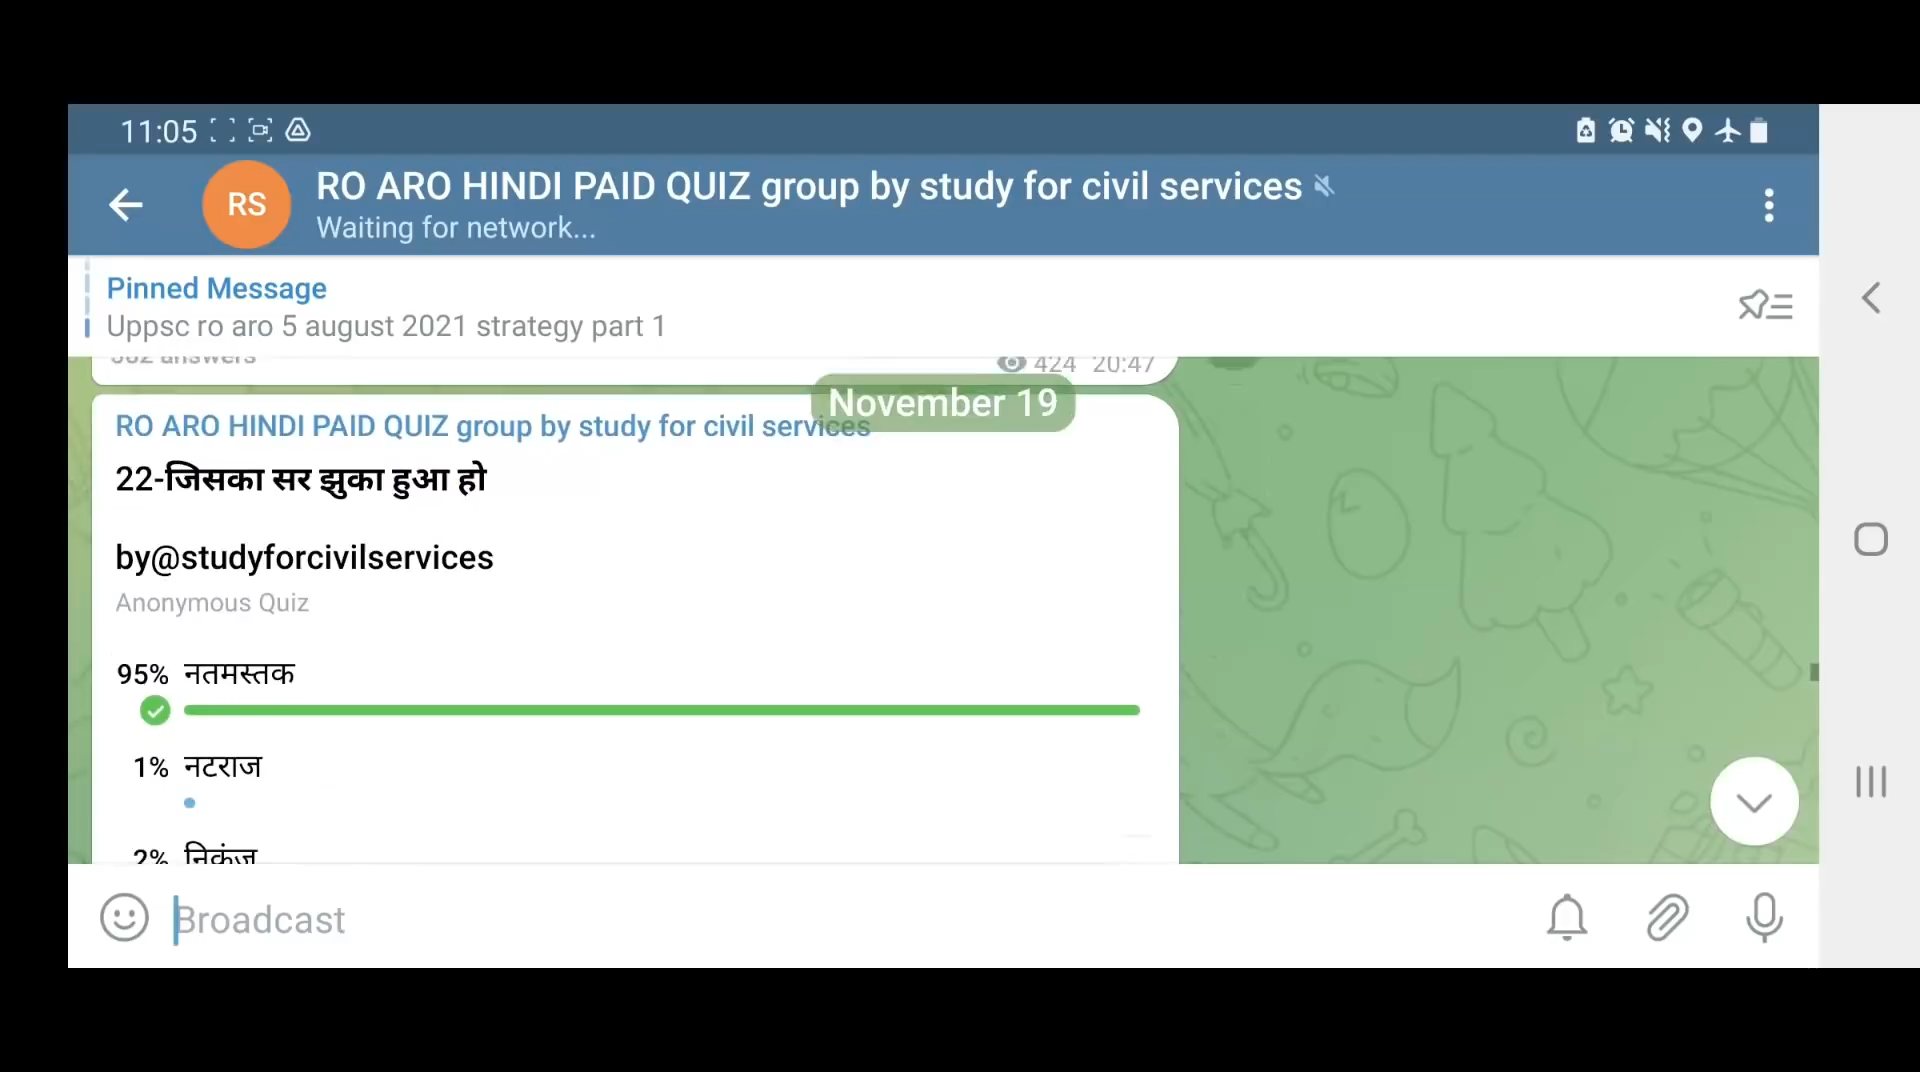 11:05
RS
RO ARO HINDI PAID QUIZ group by study for civil services
Waiting for network...
Pinned Message
Uppsc ro aro 5 august 2021 strategy part 1
answers
424 20:47
November 19
RO ARO HINDI PAID QUIZ group by study for civil services
22-जिसका सर झुका हुआ हो
by@studyforcivilservices
Anonymous Quiz
95% नतमस्तक
1% नटराज
2% निकुंज
Broadcast